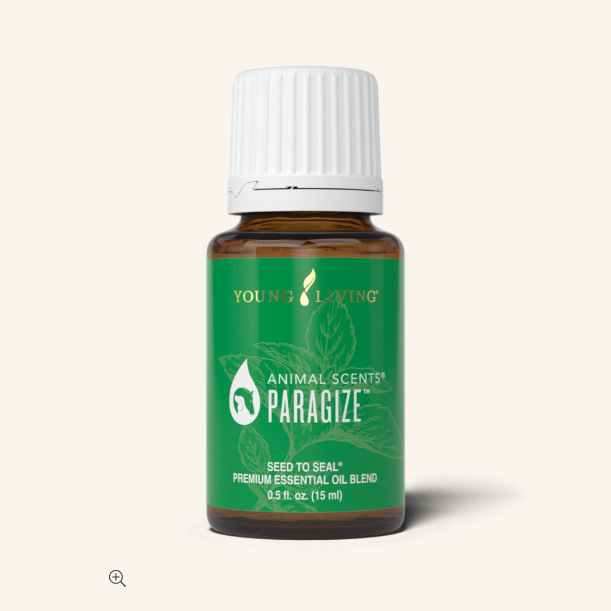 YOUNG LIVING®
ANIMAL SCENTS®
PARAGIZE™
SEED TO SEAL®
PREMIUM ESSENTIAL OIL BLEND
0.5 fl. oz. (15 ml)